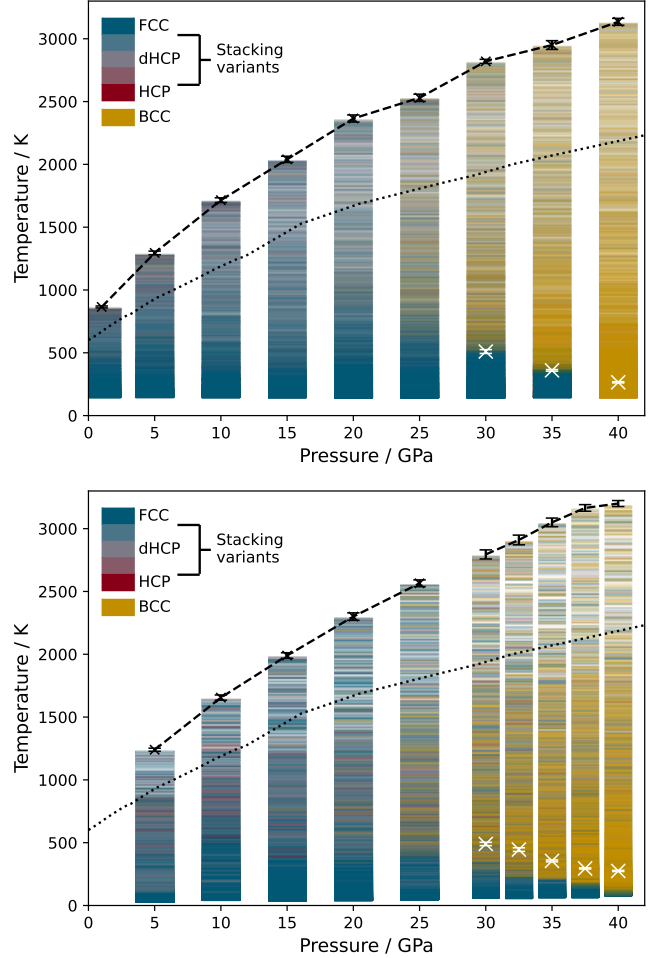 FCC
dHCP
HCP
BCC
Stacking
variants
Temperature / K
3000
2500
2000
1500
1000
500
0
0 5 10 15 20 25 30 35 40
Pressure / GPa
FCC
dHCP
HCP
BCC
Stacking
variants
Temperature / K
3000
2500
2000
1500
1000
500
0
0 5 10 15 20 25 30 35 40
Pressure / GPa